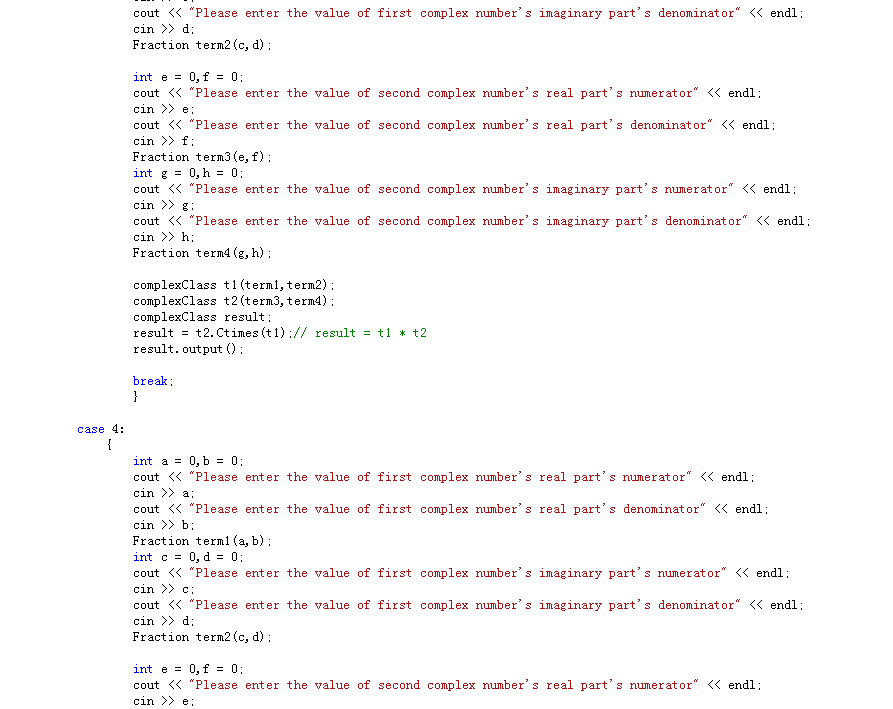 cout << "Please enter the value of first complex number's imaginary part's denominator" << endl;
cin >> d;
Fraction term2(c,d);
int e = 0,f = 0;
cout << "Please enter the value of second complex number's real part's numerator" << endl;
cin >> e;
cout << "Please enter the value of second complex number's real part's denominator" << endl;
cin >> f;
Fraction term3(e,f);
int g = 0,h = 0;
cout << "Please enter the value of second complex number's imaginary part's numerator" << endl;
cin >> g;
cout << "Please enter the value of second complex number's imaginary part's denominator" << endl;
cin >> h;
Fraction term4(g,h);
complexClass t1(term1,term2);
complexClass t2(term3,term4);
complexClass result;
result = t2.Ctimes(t1);// result = t1 * t2
result.output();
break;
}
case 4:
{
int a = 0,b = 0;
cout << "Please enter the value of first complex number's real part's numerator" << endl;
cin >> a;
cout << "Please enter the value of first complex number's real part's denominator" << endl;
cin >> b;
Fraction term1(a,b);
int c = 0,d = 0;
cout << "Please enter the value of first complex number's imaginary part's numerator" << endl;
cin >> c;
cout << "Please enter the value of first complex number's imaginary part's denominator" << endl;
cin >> d;
Fraction term2(c,d);
int e = 0,f = 0;
cout << "Please enter the value of second complex number's real part's numerator" << endl;
cin >> e;